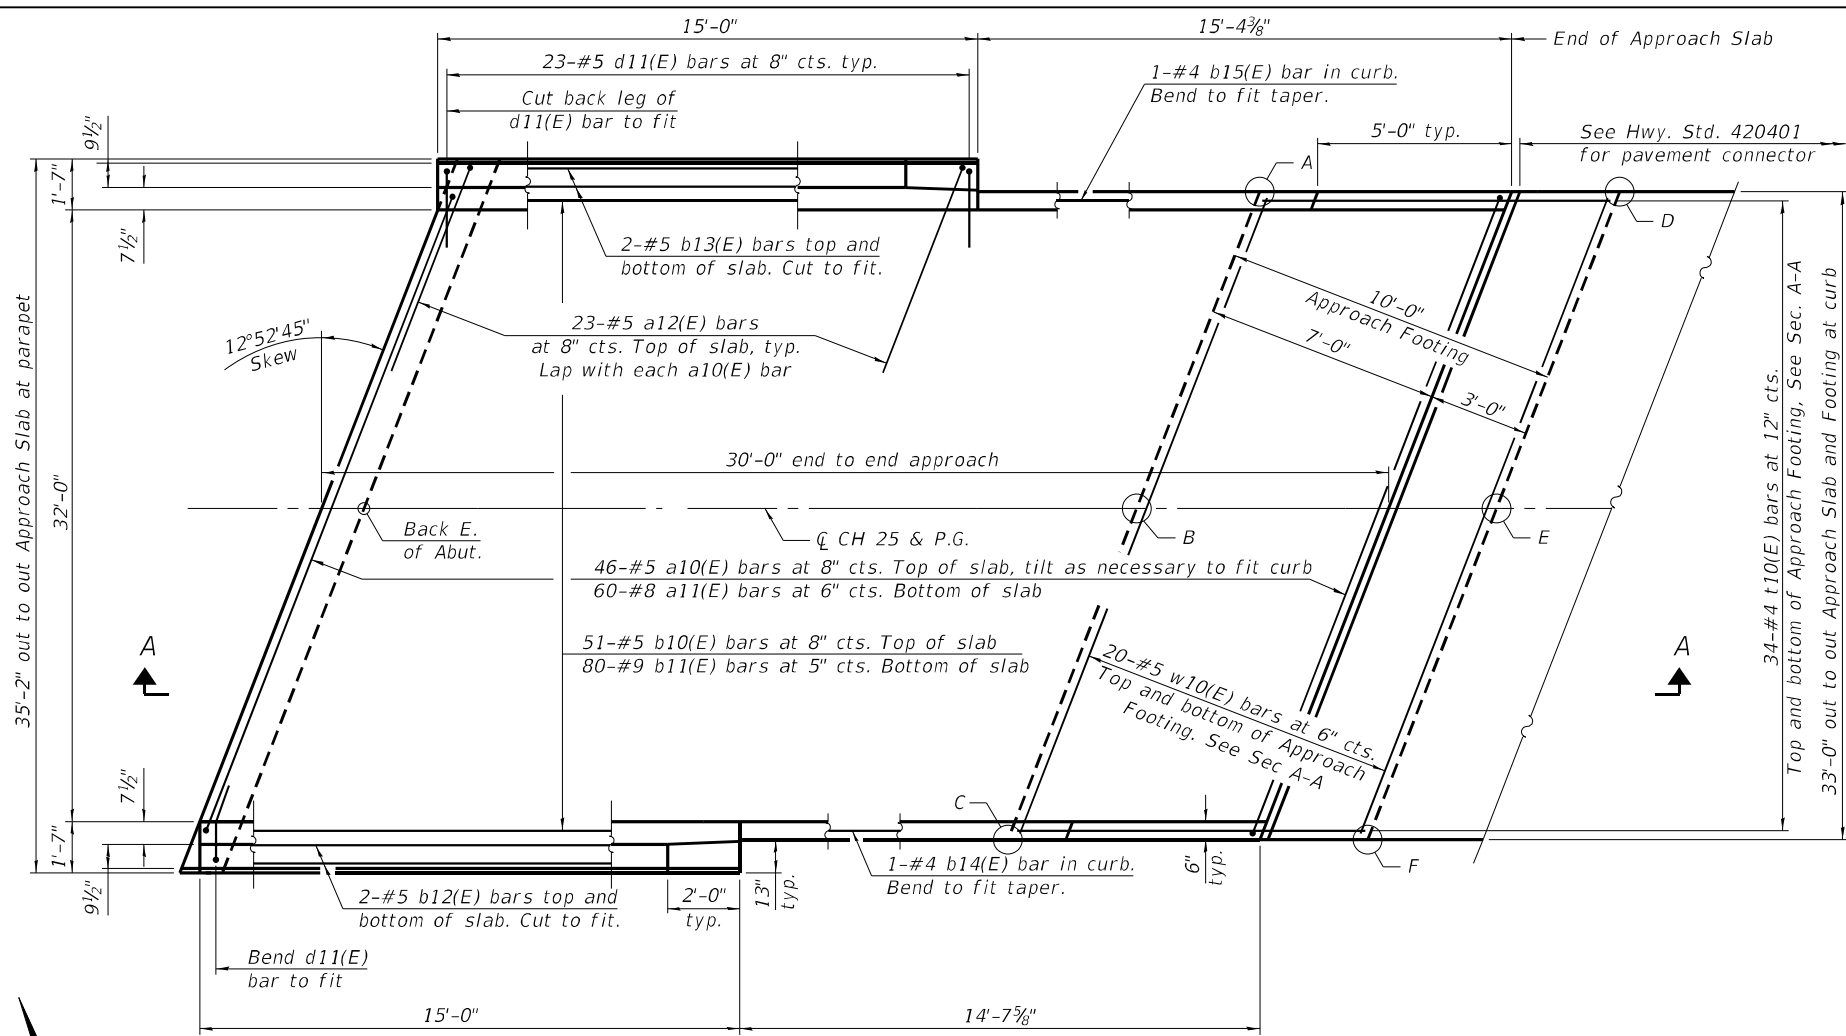 15'-0"
15'-4⅜"
End of Approach Slab
23-#5 d11(E) bars at 8" cts. typ.
1-#4 b15(E) bar in curb.
Bend to fit taper.
Cut back leg of
d11(E) bar to fit
9½"
5'-0" typ.
See Hwy. Std. 420401
for pavement connector
A
1'-7"
D
7½"
2-#5 b13(E) bars top and
bottom of slab. Cut to fit.
10'-0"
Approach Footing
7'-0"
3'-0"
12°52'45"
Skew
23-#5 a12(E) bars
at 8" cts. Top of slab, typ.
Lap with each a10(E) bar
35'-2" out to out Approach Slab at parapet
32'-0"
34-#4 t10(E) bars at 12" cts.
Top and bottom of Approach Footing, See Sec. A-A
33'-0" out to out Approach Slab and Footing at curb
30'-0" end to end approach
Back E.
of Abut.
℄ CH 25 & P.G.
B
E
46-#5 a10(E) bars at 8" cts. Top of slab, tilt as necessary to fit curb
60-#8 a11(E) bars at 6" cts. Bottom of slab
51-#5 b10(E) bars at 8" cts. Top of slab
80-#9 b11(E) bars at 5" cts. Bottom of slab
A
A
20-#5 w10(E) bars at 6" cts.
Top and bottom of Approach
Footing. See Sec A-A
7½"
1'-7"
9½"
C
F
1-#4 b14(E) bar in curb.
Bend to fit taper.
6"
typ.
13"
typ.
2'-0"
typ.
2-#5 b12(E) bars top and
bottom of slab. Cut to fit.
Bend d11(E)
bar to fit
15'-0"
14'-7⅝"